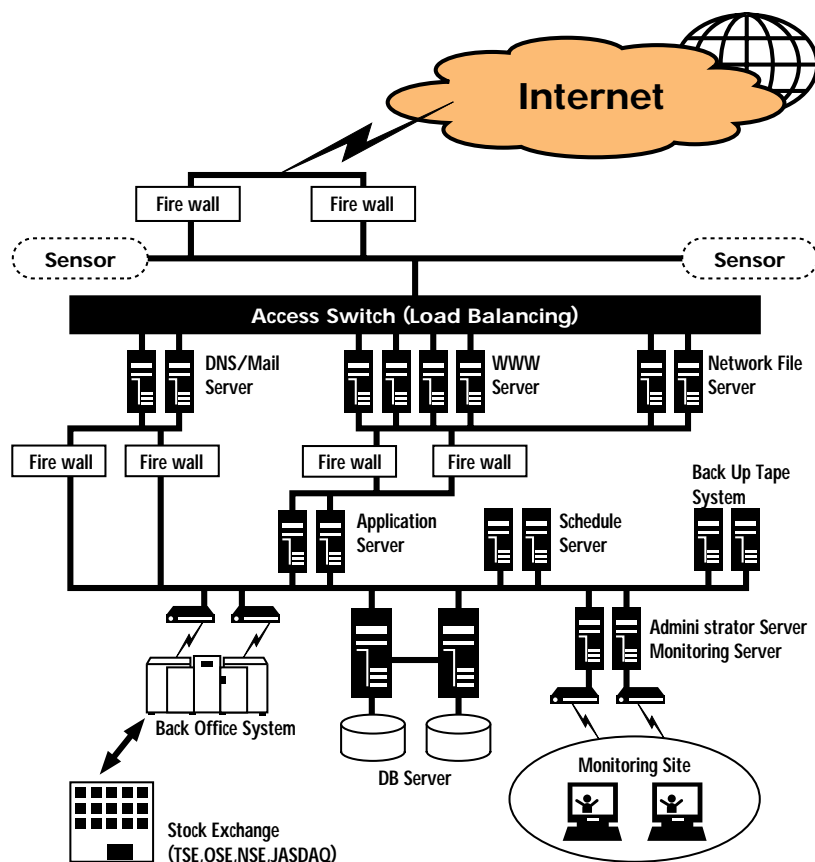 Internet
Fire wall
Fire wall
Sensor
Sensor
Access Switch (Load Balancing)
DNS/Mail
Server
WWW
Server
Network File
Server
Fire wall
Fire wall
Fire wall
Fire wall
Back Up Tape
System
Application
Server
Schedule
Server
Admini strator Server
Monitoring Server
Back Office System
DB Server
Monitoring Site
Stock Exchange
(TSE,OSE,NSE,JASDAQ)